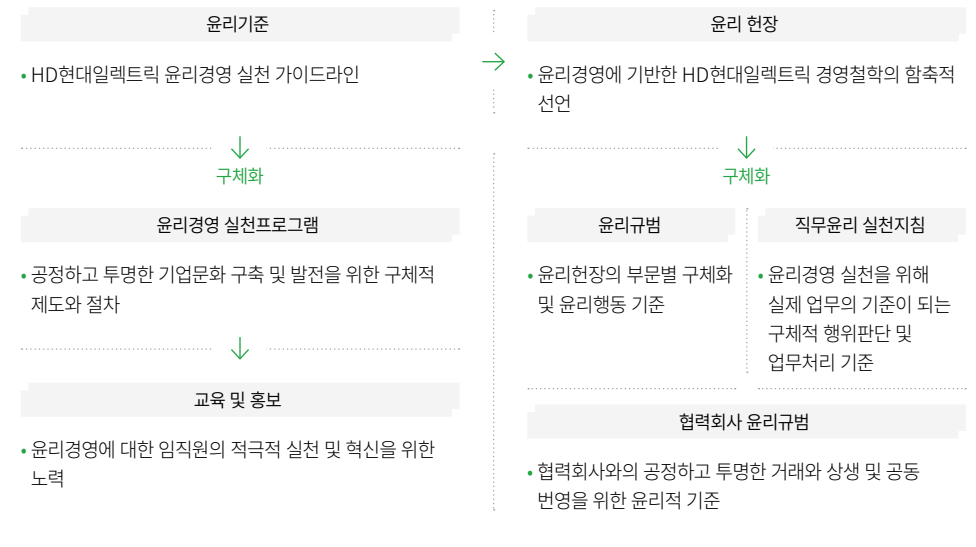 윤리기준
• HD현대일렉트릭 윤리경영 실천 가이드라인
구체화
윤리경영 실천프로그램
• 공정하고 투명한 기업문화 구축 및 발전을 위한 구체적
제도와 절차
교육 및 홍보
• 윤리경영에 대한 임직원의 적극적 실천 및 혁신을 위한
노력
윤리 헌장
• 윤리경영에 기반한 HD현대일렉트릭 경영철학의 함축적
선언
구체화
윤리규범
• 윤리헌장의 부문별 구체화
및 윤리행동 기준
직무윤리 실천지침
• 윤리경영 실천을 위해
실제 업무의 기준이 되는
구체적 행위판단 및
업무처리 기준
협력회사 윤리규범
• 협력회사와의 공정하고 투명한 거래와 상생 및 공동
번영을 위한 윤리적 기준